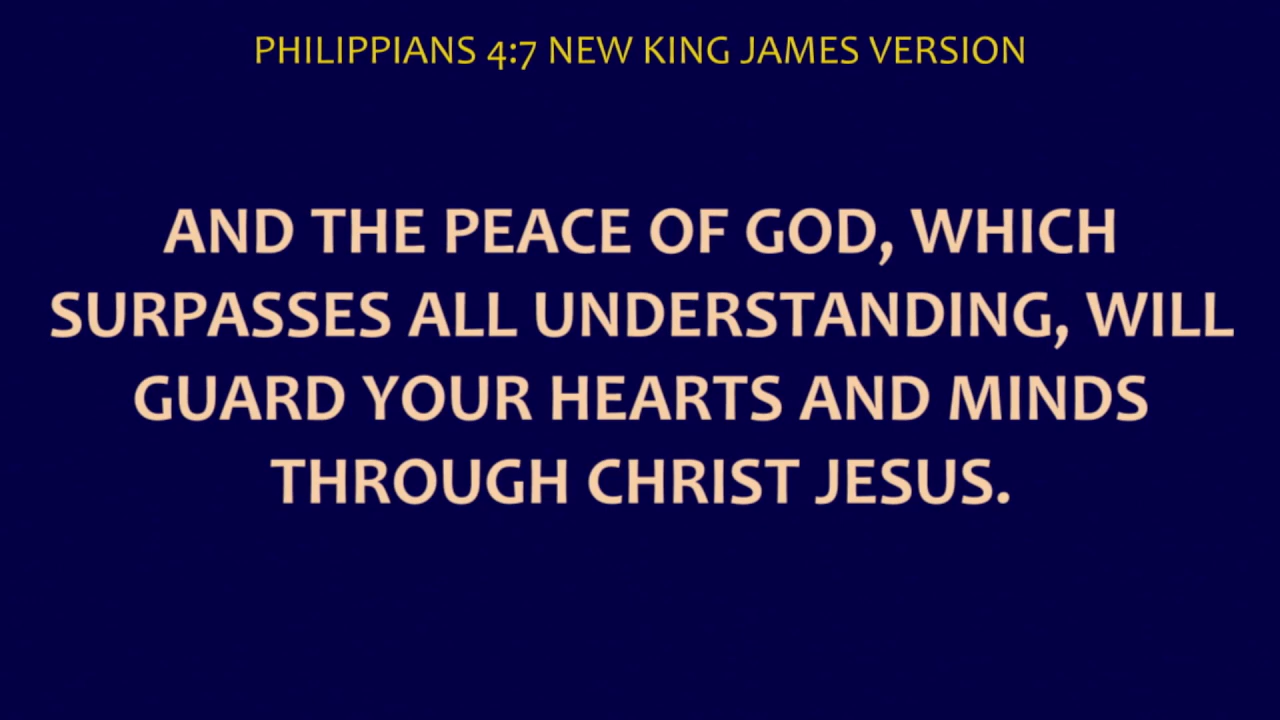 PHILIPPIANS 4:7 NEW KING JAMES VERSION
AND THE PEACE OF GOD, WHICH
SURPASSES ALL UNDERSTANDING, WILL
GUARD YOUR HEARTS AND MINDS
THROUGH CHRIST JESUS.